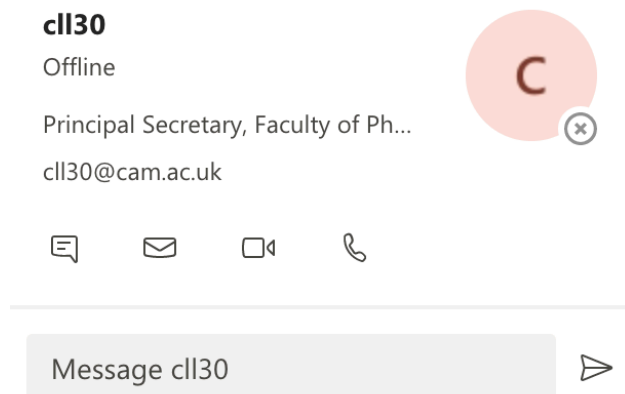 cll30
Offline
C
Principal Secretary, Faculty of Ph...
cll30@cam.ac.uk
Message cll30